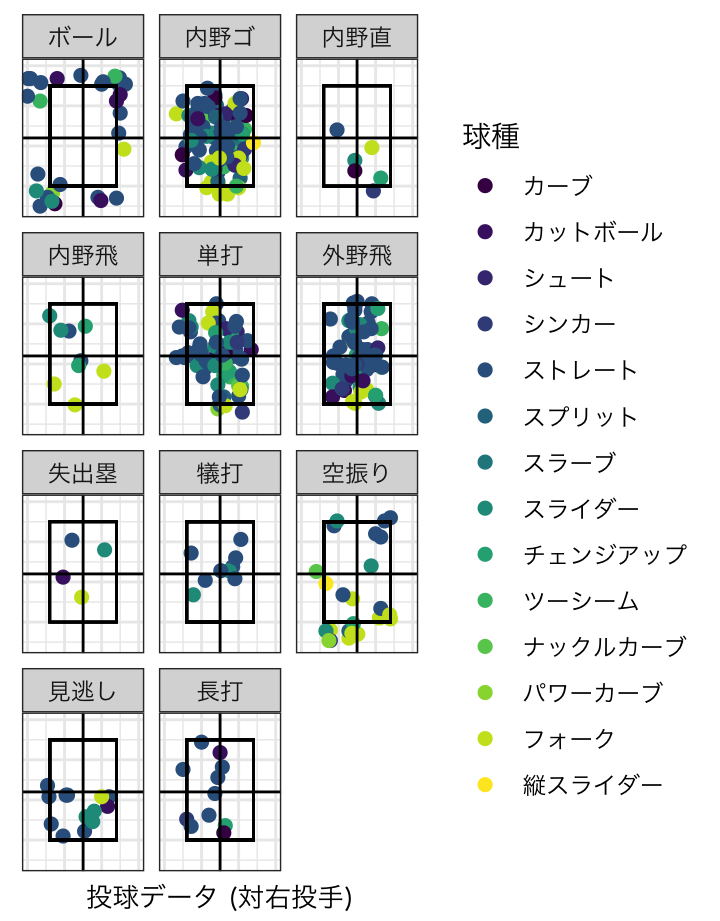 ボール
内野ゴ
内野直
内野飛
単打
外野飛
失出塁
犠打
空振り
見逃し
長打
球種
カーブ
カットボール
シュート
シンカー
ストレート
スプリット
スラーブ
スライダー
チェンジアップ
ツーシーム
ナックルカーブ
パワーカーブ
フォーク
縦スライダー
投球データ (対右投手)